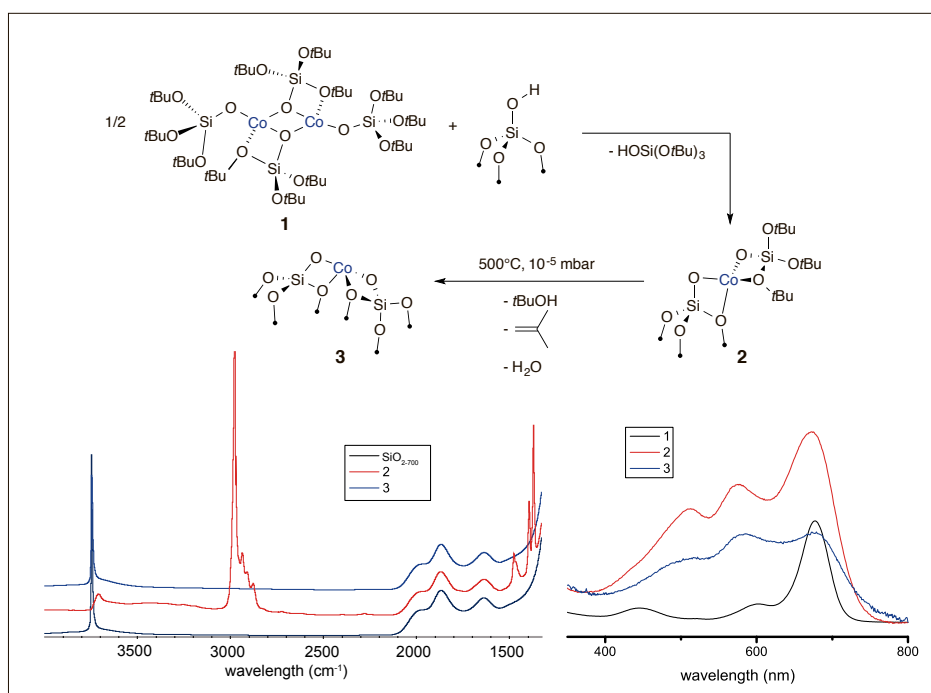 1/2
tBuO
OtBu
tBuO
Si
OtBu
tBuO
O
tBuO
Si
tBuO
O
Co
Co
O
Si
OtBu
OtBu
OtBu
O
O
tBu
Si
OtBu
tBuO
OtBu
1
+
H
O
Si
O
O
O
- HOSi(OtBu)3
OtBu
O
Si
OtBu
Co
O
tBu
O
Si
O
O
O
2
500°C, 10-5 mbar
- tBuOH
-
- H2O
O
Co
O
Si
O
O
O
O
Si
O
O
3
SiO2-700
2
3
3500
3000
2500
2000
1500
wavelength (cm-1)
1
2
3
400
600
800
wavelength (nm)